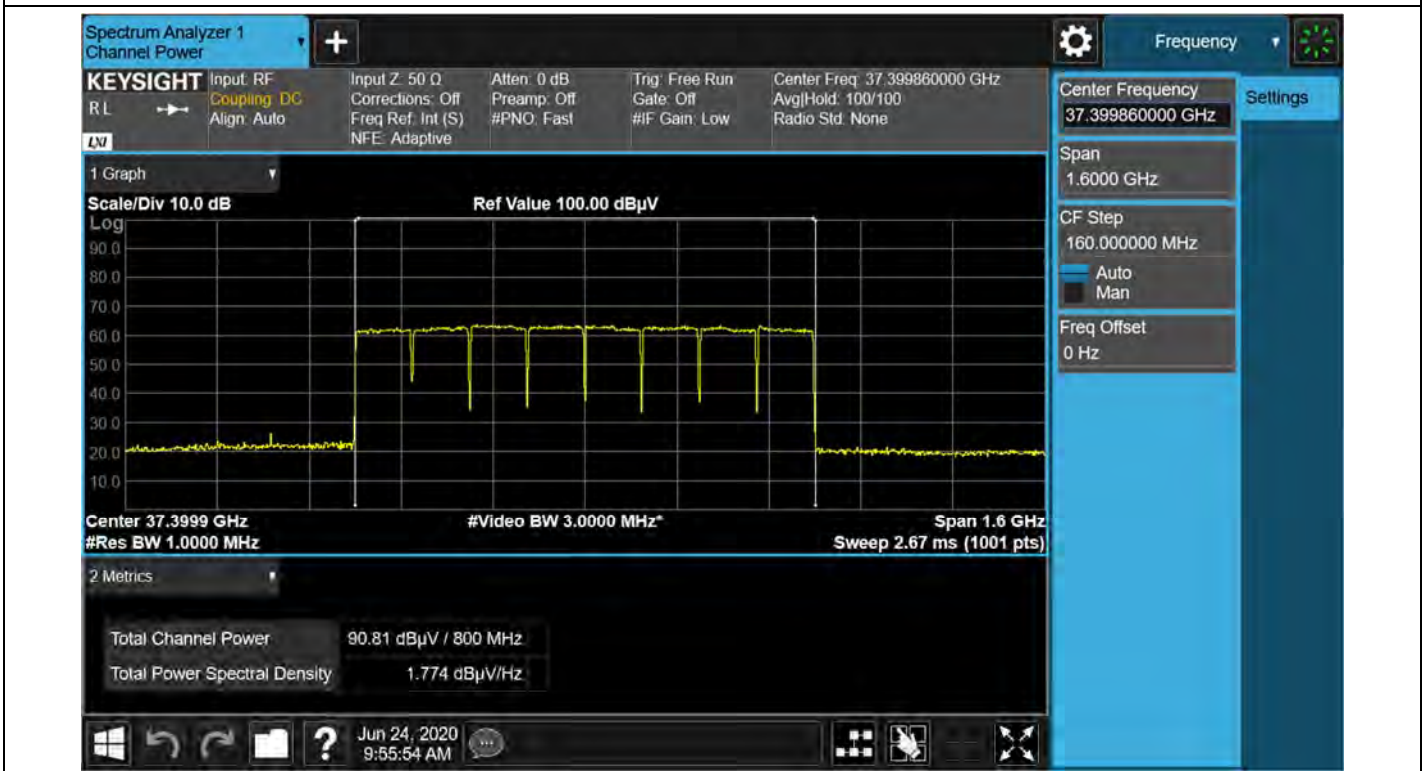 Spectrum Analyzer 1
Channel Power
Frequency
KEYSIGHT
R L
LXI
Input: RF
Coupling: DC
Align: Auto
Input Z: 50 Ω
Corrections: Off
Freq Ref: Int (S)
NFE: Adaptive
Atten: 0 dB
Preamp: Off
#PNO: Fast
Trig: Free Run
Gate: Off
#IF Gain: Low
Center Freq: 37.399860000 GHz
Avg|Hold: 100/100
Radio Std: None
Center Frequency
37.399860000 GHz
Settings
Span
1.6000 GHz
CF Step
160.000000 MHz
Auto
Man
Freq Offset
0 Hz
1 Graph
Scale/Div 10.0 dB
Ref Value 100.00 dBµV
Log
90.0
80.0
70.0
60.0
50.0
40.0
30.0
20.0
10.0
Center 37.3999 GHz
#Video BW 3.0000 MHz*
Span 1.6 GHz
#Res BW 1.0000 MHz
Sweep 2.67 ms (1001 pts)
2 Metrics
Total Channel Power
90.81 dBµV / 800 MHz
Total Power Spectral Density
1.774 dBµV/Hz
?
Jun 24, 2020
9:55:54 AM